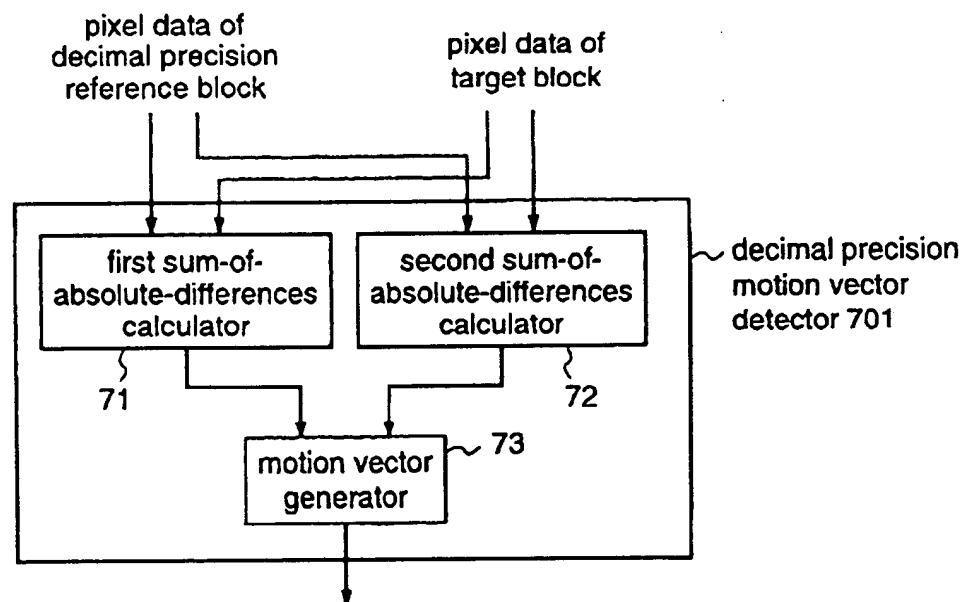 pixel data of
decimal precision
reference block
pixel data of
target block
first sum-of-
absolute-differences
calculator
second sum-of-
absolute-differences
calculator
decimal precision
motion vector
detector 701
71
72
motion vector
generator
73